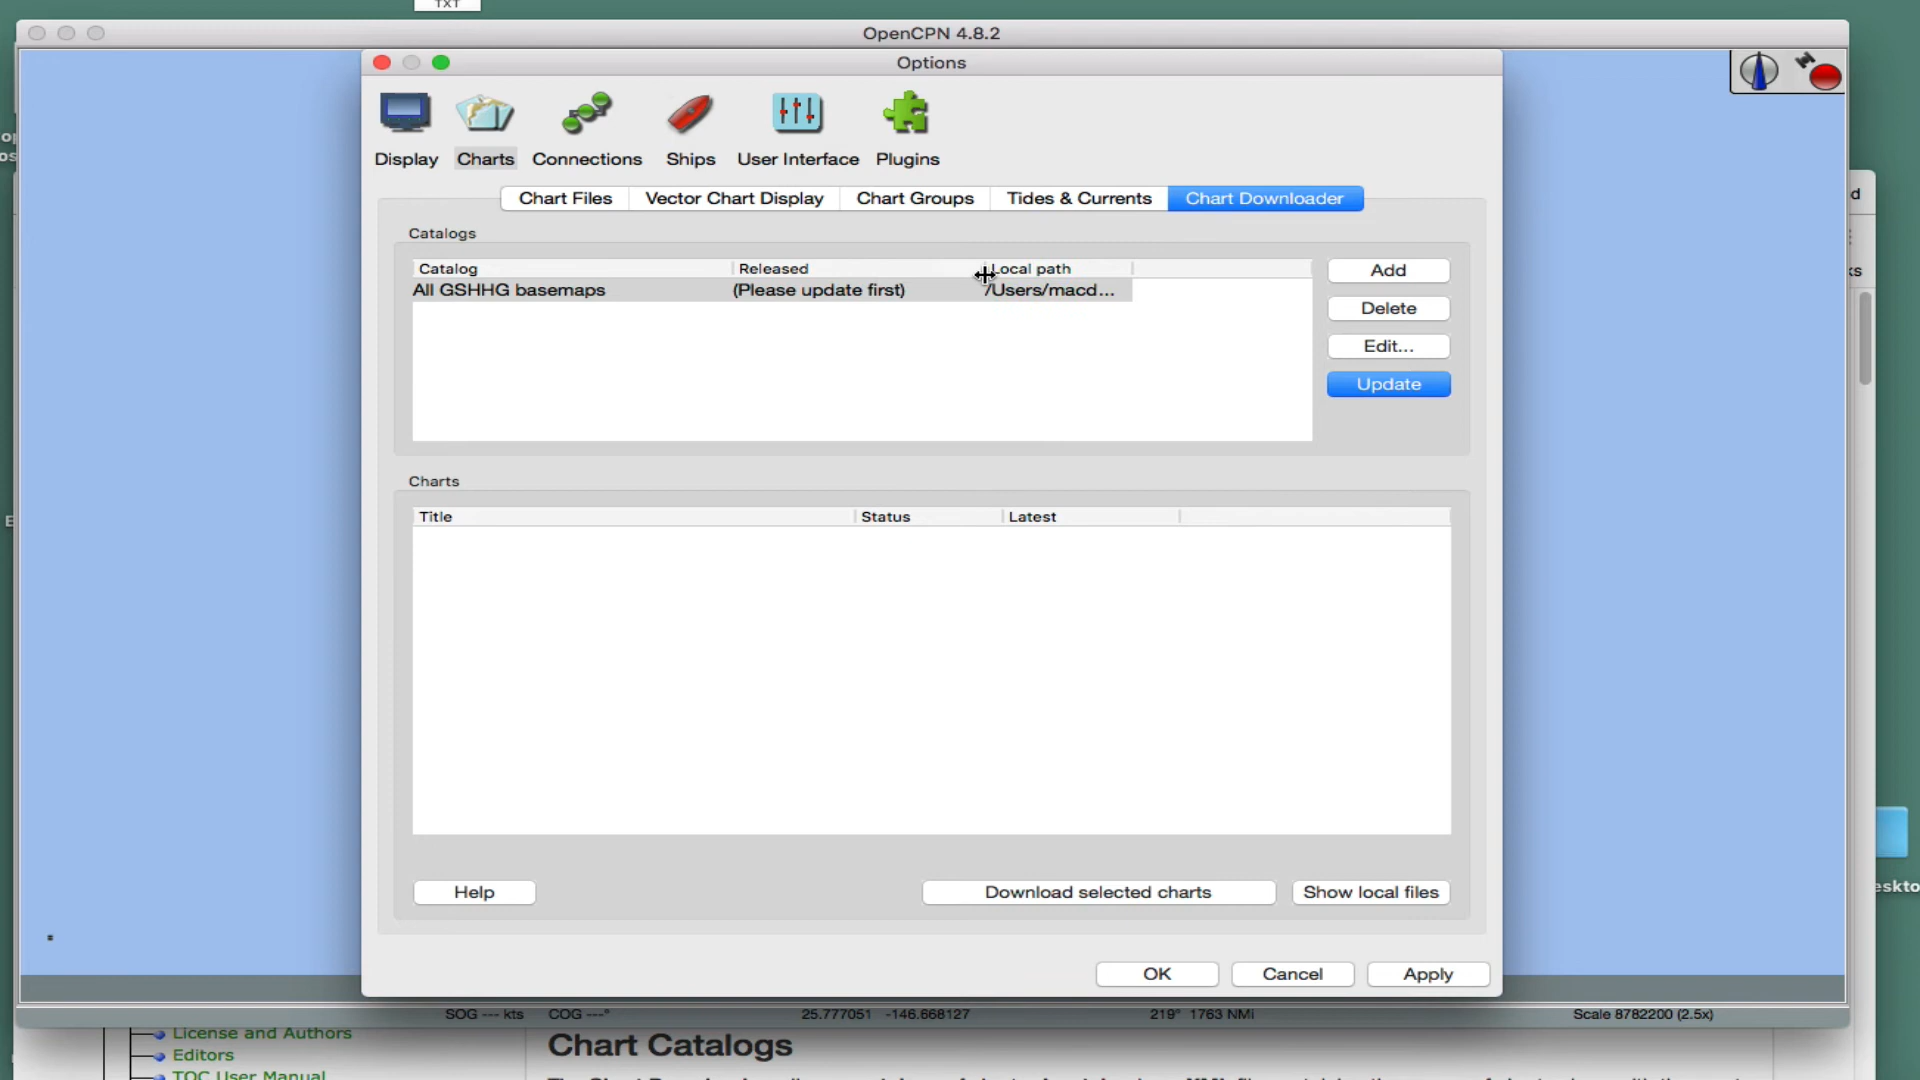 TXT
OpenCPN 4.8.2
Options
Display Charts Connections Ships User Interface Plugins
Chart Files Vector Chart Display Chart Groups Tides & Currents Chart Downloader
Catalogs
Catalog Released Local path
All GSHHG basemaps (Please update first) /Users/macd...
Add
Delete
Edit...
Update
Charts
Title Status Latest
Help Download selected charts Show local files
OK Cancel Apply
SOG --- kts COG ---° 25.777051 -146.668127 219° 1763 NMi Scale 8782200 (2.5x)
License and Authors
Editors
TOC User Manual
Chart Catalogs